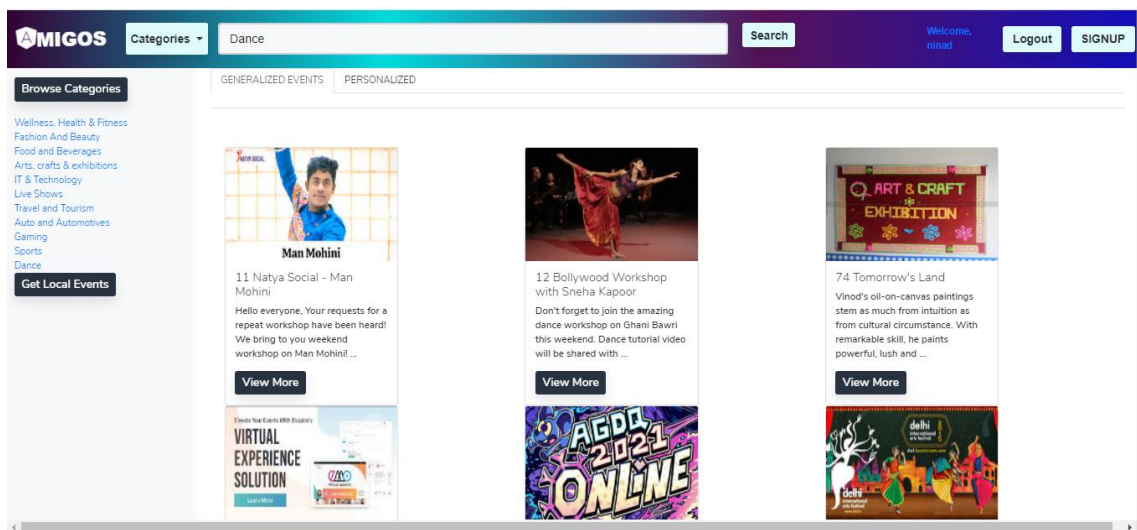 AMIGOS
Categories
Dance
Search
Welcome,
ninad
Logout
SIGNUP
Browse Categories
Wellness, Health & Fitness
Fashion And Beauty
Food and Beverages
Arts, crafts & exhibitions
IT & Technology
Live Shows
Travel and Tourism
Auto and Automotives
Gaming
Sports
Dance
Get Local Events
GENERALIZED EVENTS
PERSONALIZED
NATYA SOCIAL
Man Mohini
11 Natya Social - Man
Mohini
Hello everyone, Your requests for a
repeat workshop have been heard!
We bring to you weekend
workshop on Man Mohini! ...
View More
12 Bollywood Workshop
with Sneha Kapoor
Don't forget to join the amazing
dance workshop on Ghani Bawri
this weekend. Dance tutorial video
will be shared with ...
View More
ART & CRAFT
EXHIBITION
74 Tomorrow's Land
Vinod's oil-on-canvas paintings
stem as much from intuition as
from cultural circumstance. With
remarkable skill, he paints
powerful, lush and ...
View More
VIRTUAL
EXPERIENCE
SOLUTION
Learn More
AGDQ
2021
ONLINE
delhi
international
arts festival
delhi